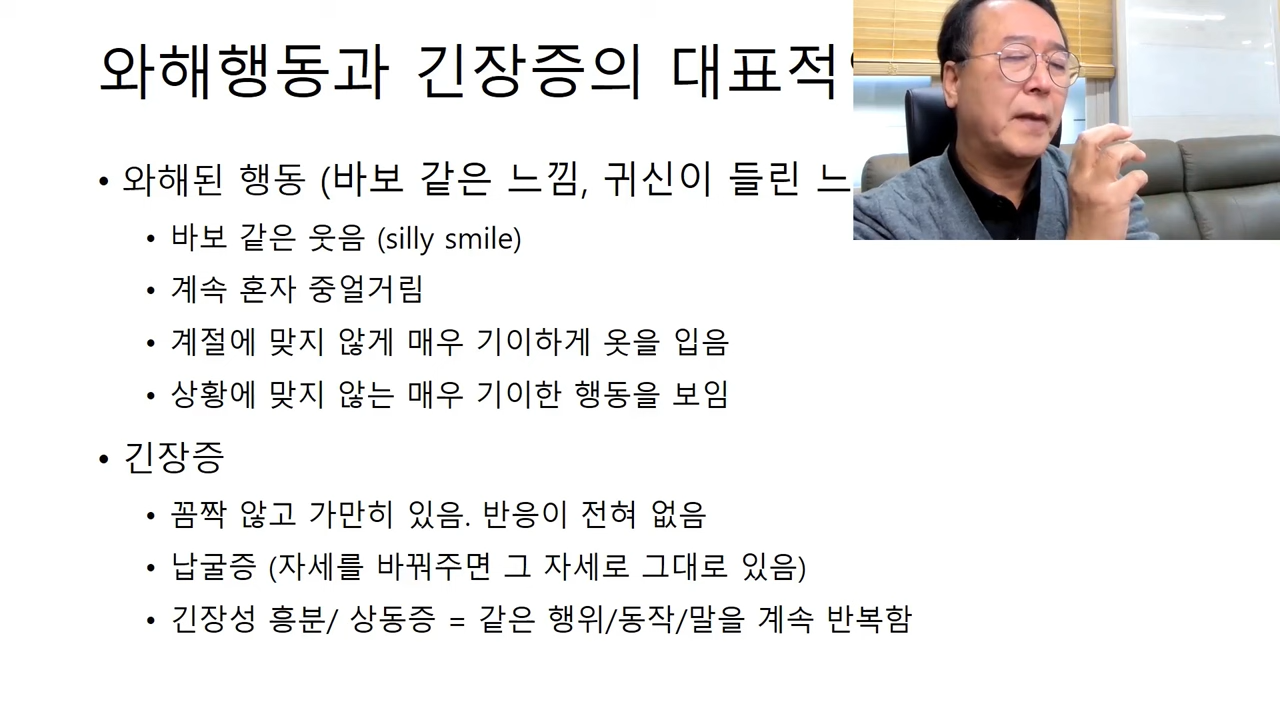 와해행동과 긴장증의 대표적
• 와해된 행동 (바보 같은 느낌, 귀신이 들린
• 바보 같은 웃음 (silly smile)
• 계속 혼자 중얼거림
• 계절에 맞지 않게 매우 기이하게 옷을 입음
• 상황에 맞지 않는 매우 기이한 행동을 보임
• 긴장증
• 꼼짝 않고 가만히 있음. 반응이 전혀 없음
• 납굴증 (자세를 바꿔주면 그 자세로 그대로 있음)
• 긴장성 흥분/ 상동증 = 같은 행위/동작/말을 계속 반복함